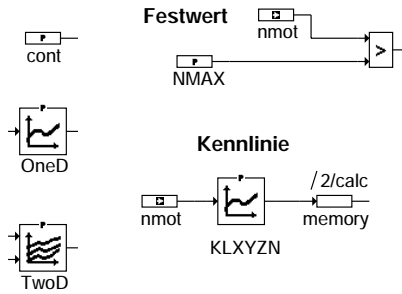 Festwert
nmot
P
cont
P
NMAX
>
P
OneD
Kennlinie
/2/calc
P
nmot
memory
KLXYZN
P
TwoD